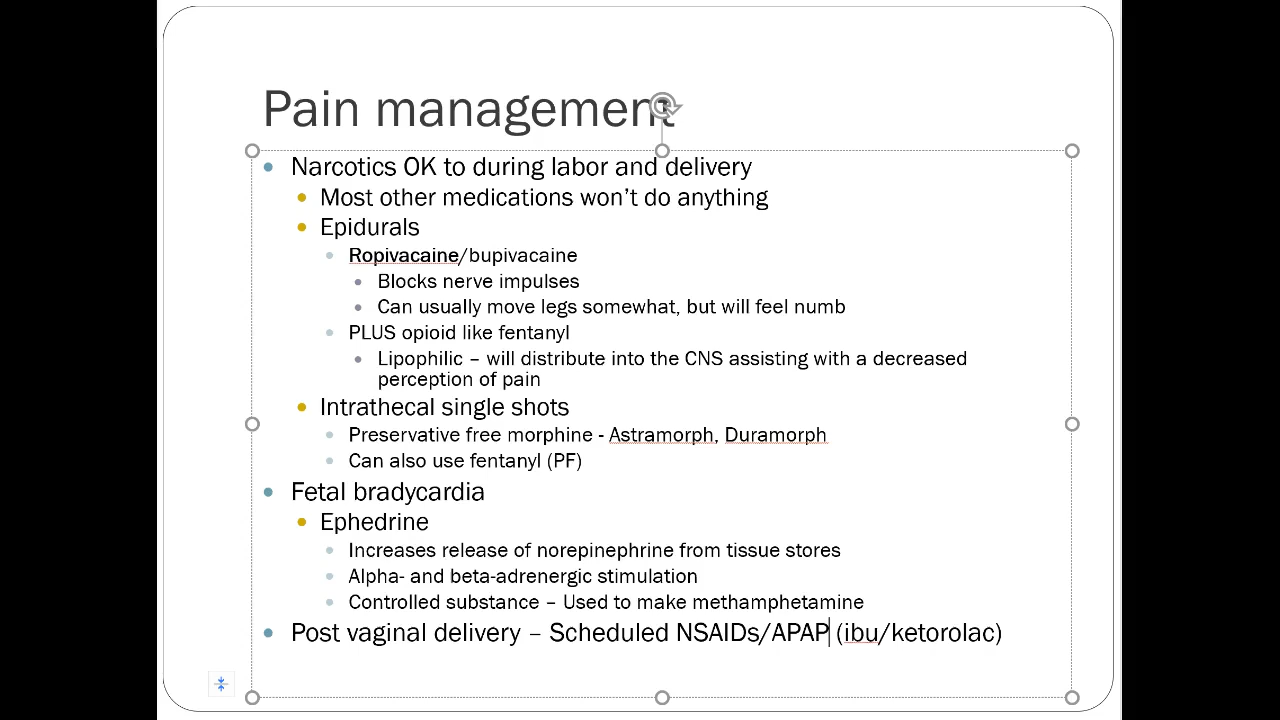 Pain management
Narcotics OK to during labor and delivery
Most other medications won't do anything
Epidurals
Ropivacaine/bupivacaine
Blocks nerve impulses
Can usually move legs somewhat, but will feel numb
PLUS opioid like fentanyl
Lipophilic – will distribute into the CNS assisting with a decreased
perception of pain
Intrathecal single shots
Preservative free morphine - Astramorph, Duramorph
Can also use fentanyl (PF)
Fetal bradycardia
Ephedrine
Increases release of norepinephrine from tissue stores
Alpha- and beta-adrenergic stimulation
Controlled substance – Used to make methamphetamine
Post vaginal delivery – Scheduled NSAIDs/APAP (ibu/ketorolac)